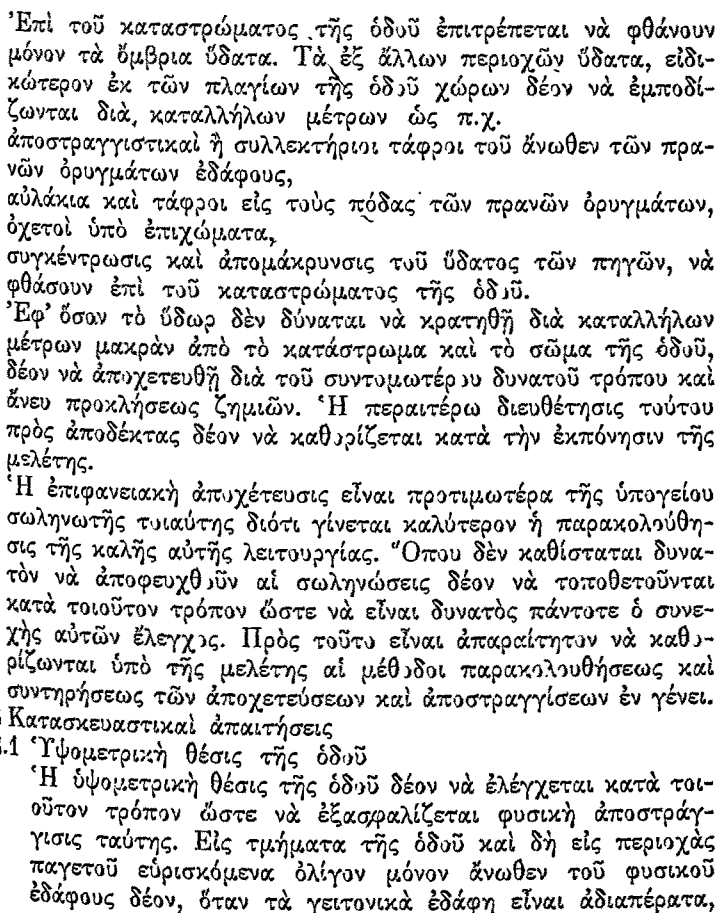 Ἐπὶ τοῦ καταστρώματος τῆς ὁδοῦ ἐπιτρέπεται νὰ φθάνουν
μόνον τὰ ὄμβρια ὕδατα. Τὰ ἐξ ἄλλων περιοχῶν ὕδατα, εἰδι-
κώτερον ἐκ τῶν πλαγίων τῆς ὁδοῦ χώρων δέον νὰ ἐμποδί-
ζωνται διὰ καταλλήλων μέτρων ὡς π.χ.
ἀποστραγγιστικαὶ ἢ συλλεκτήριοι τάφροι τοῦ ἄνωθεν τῶν πρα-
νῶν ὀρυγμάτων ἐδάφους,
αὐλάκια καὶ τάφροι εἰς τοὺς πόδας τῶν πρανῶν ὀρυγμάτων,
ὀχετοὶ ὑπὸ ἐπιχώματα,
συγκέντρωσις καὶ ἀπομάκρυνσις τοῦ ὕδατος τῶν πηγῶν, νὰ
φθάσουν ἐπὶ τοῦ καταστρώματος τῆς ὁδοῦ.
Ἐφ' ὅσον τὸ ὕδωρ δὲν δύναται νὰ κρατηθῇ διὰ καταλλήλων
μέτρων μακρὰν ἀπὸ τὸ κατάστρωμα καὶ τὸ σῶμα τῆς ὁδοῦ,
δέον νὰ ἀποχετευθῇ διὰ τοῦ συντομωτέρου δυνατοῦ τρόπου καὶ
ἄνευ προκλήσεως ζημιῶν. Ἡ περαιτέρω διευθέτησις τούτου
πρὸς ἀποδέκτας δέον νὰ καθορίζεται κατὰ τὴν ἐκπόνησιν τῆς
μελέτης.
Ἡ ἐπιφανειακὴ ἀποχέτευσις εἶναι προτιμωτέρα τῆς ὑπογείου
σωληνωτῆς τοιαύτης διότι γίνεται καλύτερον ἡ παρακολούθη-
σις τῆς καλῆς αὐτῆς λειτουργίας. Ὅπου δὲν καθίσταται δυνα-
τὸν νὰ ἀποφευχθοῦν αἱ σωληνώσεις δέον νὰ τοποθετοῦνται
κατὰ τοιοῦτον τρόπον ὥστε νὰ εἶναι δυνατὸς πάντοτε ὁ συνε-
χὴς αὐτῶν ἔλεγχος. Πρὸς τοῦτο εἶναι ἀπαραίτητον νὰ καθο-
ρίζωνται ὑπὸ τῆς μελέτης αἱ μέθοδοι παρακολουθήσεως καὶ
συντηρήσεως τῶν ἀποχετεύσεων καὶ ἀποστραγγίσεων ἐν γένει.
Κατασκευαστικαὶ ἀπαιτήσεις
.1 Ὑψομετρικὴ θέσις τῆς ὁδοῦ
Ἡ ὑψομετρικὴ θέσις τῆς ὁδοῦ δέον νὰ ἐλέγχεται κατὰ τοι-
οῦτον τρόπον ὥστε νὰ ἐξασφαλίζεται φυσικὴ ἀποστράγ-
γισις ταύτης. Εἰς τμήματα τῆς ὁδοῦ καὶ δὴ εἰς περιοχὰς
παγετοῦ εὑρισκόμενα ὀλίγον μόνον ἄνωθεν τοῦ φυσικοῦ
ἐδάφους δέον, ὅταν τὰ γειτονικὰ ἐδάφη εἶναι ἀδιαπέρατα,